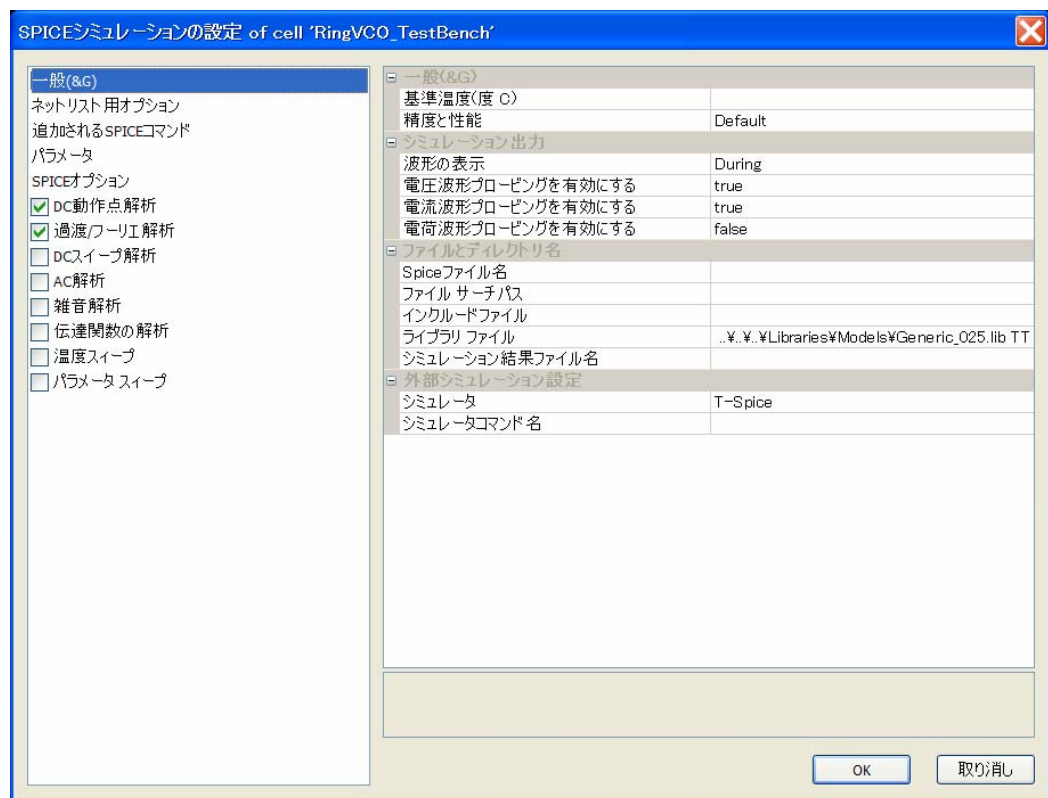 SPICEシミュレーションの設定 of cell 'RingVCO_TestBench'
一般(&G)
ネットリスト用オプション
追加されるSPICEコマンド
パラメータ
SPICEオプション
DC動作点解析
過渡/フーリエ解析
DCスイープ解析
AC解析
雑音解析
伝達関数の解析
温度スィープ
パラメータ スィープ
一般(&G)
基準温度(度 C)
精度と性能 Default
シミュレーション出力
波形の表示 During
電圧波形プロービングを有効にする true
電流波形プロービングを有効にする true
電荷波形プロービングを有効にする false
ファイルとディレクトリ名
Spiceファイル名
ファイル サーチパス
インクルードファイル
ライブラリ ファイル ..¥..¥..¥Libraries¥Models¥Generic_025.lib TT
シミュレーション結果ファイル名
外部シミュレーション設定
シミュレータ T-Spice
シミュレータコマンド名
OK 取り消し